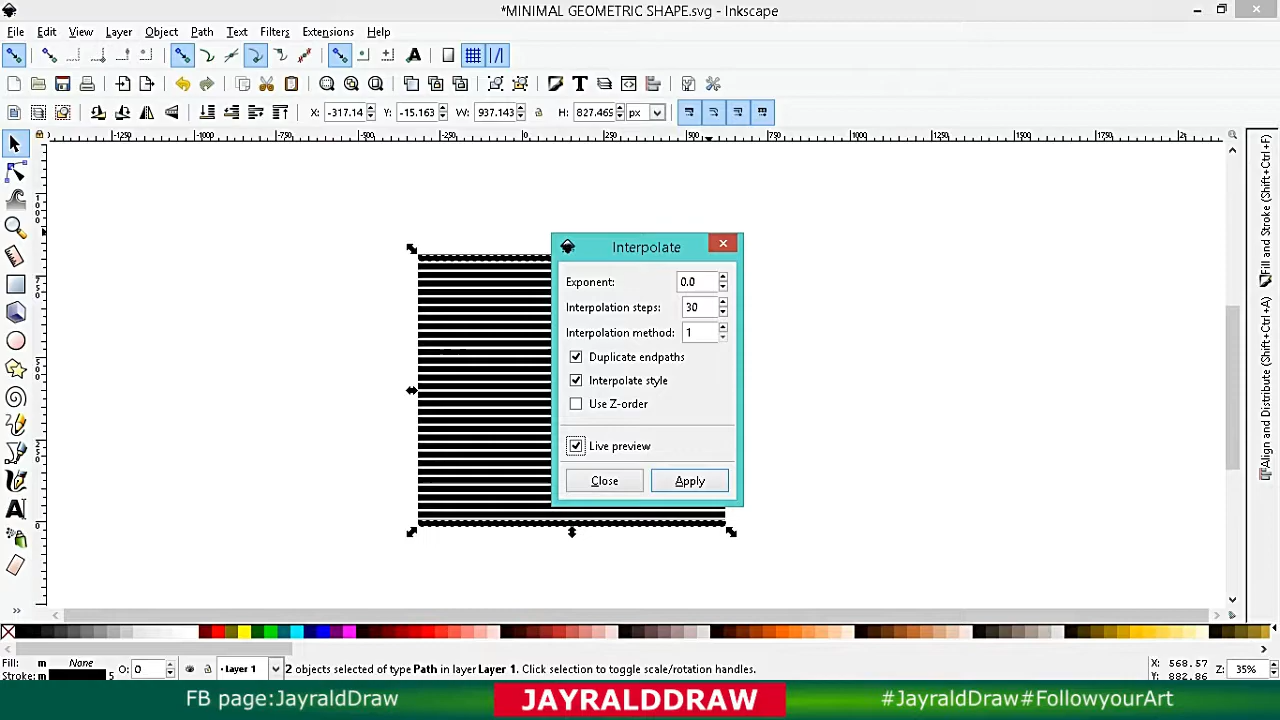 *MINIMAL GEOMETRIC SHAPE.svg - Inkscape
File Edit View Layer Object Path Text Filters Extensions Help
X: -317.14 Y: -15.163 W: 937.143 H: 827.469 px
Interpolate
Exponent: 0.0
Interpolation steps: 30
Interpolation method: 1
Duplicate endpaths
Interpolate style
Use Z-order
Live preview
Close Apply
Fill and Stroke (Shift+Ctrl+F)
Align and Distribute (Shift+Ctrl+A)
Fill: m None O: 0 Layer 1 2 objects selected of type Path in layer Layer 1. Click selection to toggle scale/rotation handles. X: 568.57 Z: 35%
Stroke: m 5 Y: 882.86
FB page:JayraldDraw JAYRALDDRAW #JayraldDraw#FollowyourArt